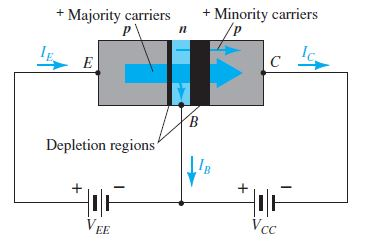 + Majority carriers
+ Minority carriers
p n p
I_E E C I_C
B
Depletion regions
I_B
+ − + −
V_EE V_CC